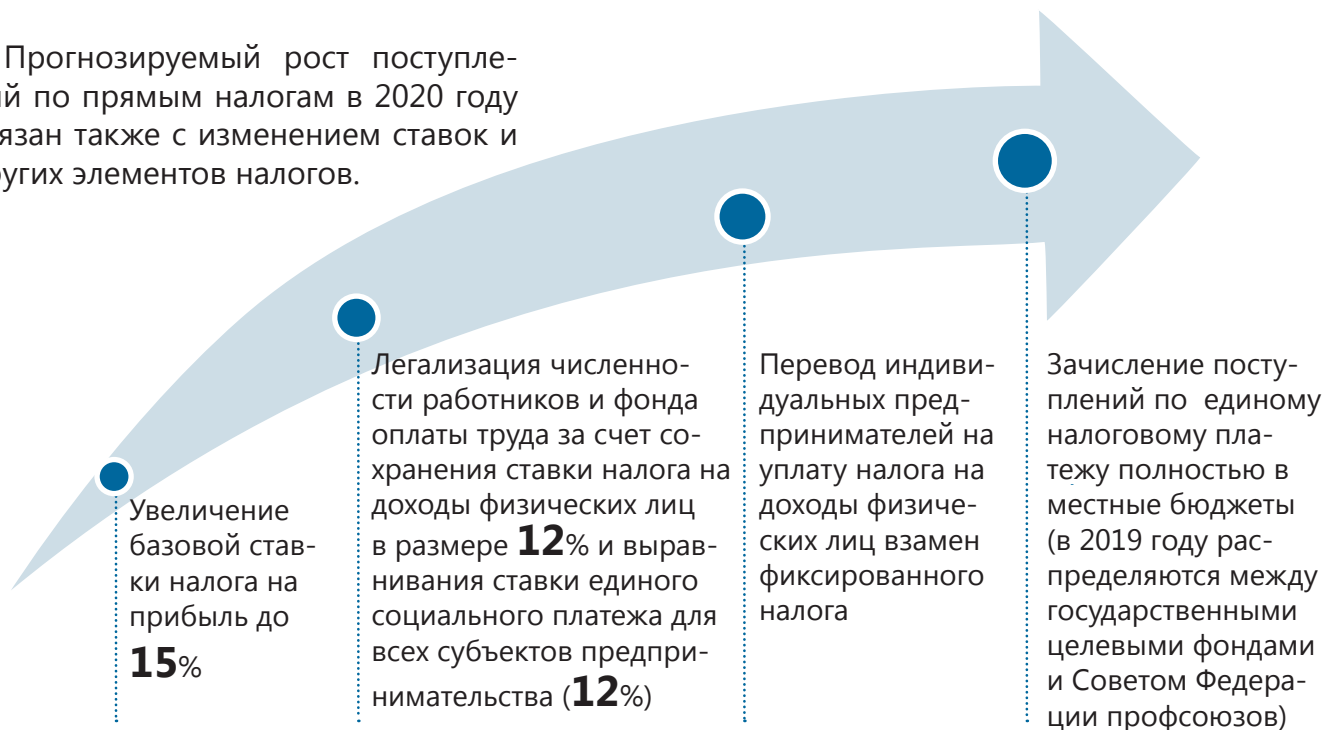 Прогнозируемый рост поступле-
ий по прямым налогам в 2020 году
язан также с изменением ставок и
ругих элементов налогов.
Увеличение
базовой став-
ки налога на
прибыль до
15%
Легализация численно-
сти работников и фонда
оплаты труда за счет со-
хранения ставки налога на
доходы физических лиц
в размере 12% и вырав-
нивания ставки единого
социального платежа для
всех субъектов предпри-
нимательства (12%)
Перевод индиви-
дуальных пред-
принимателей на
уплату налога на
доходы физиче-
ских лиц взамен
фиксированного
налога
Зачисление посту-
плений по единому
налоговому пла-
тежу полностью в
местные бюджеты
(в 2019 году рас-
пределяются между
государственными
целевыми фондами
и Советом Федера-
ции профсоюзов)